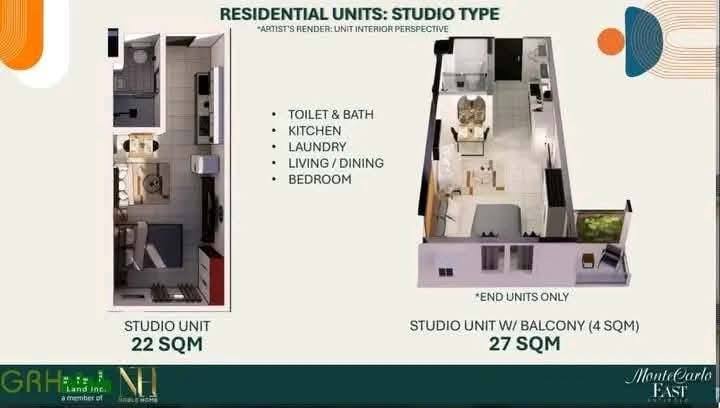 RESIDENTIAL UNITS: STUDIO TYPE
*ARTIST'S RENDER: UNIT INTERIOR PERSPECTIVE
• TOILET & BATH
• KITCHEN
• LAUNDRY
• LIVING / DINING
• BEDROOM
*END UNITS ONLY
STUDIO UNIT
22 SQM
STUDIO UNIT W/ BALCONY (4 SQM)
27 SQM
GRH
Land Inc.
a member of
NH
NOBLE HOME
MonteCarlo
EAST
ANTIPOLO